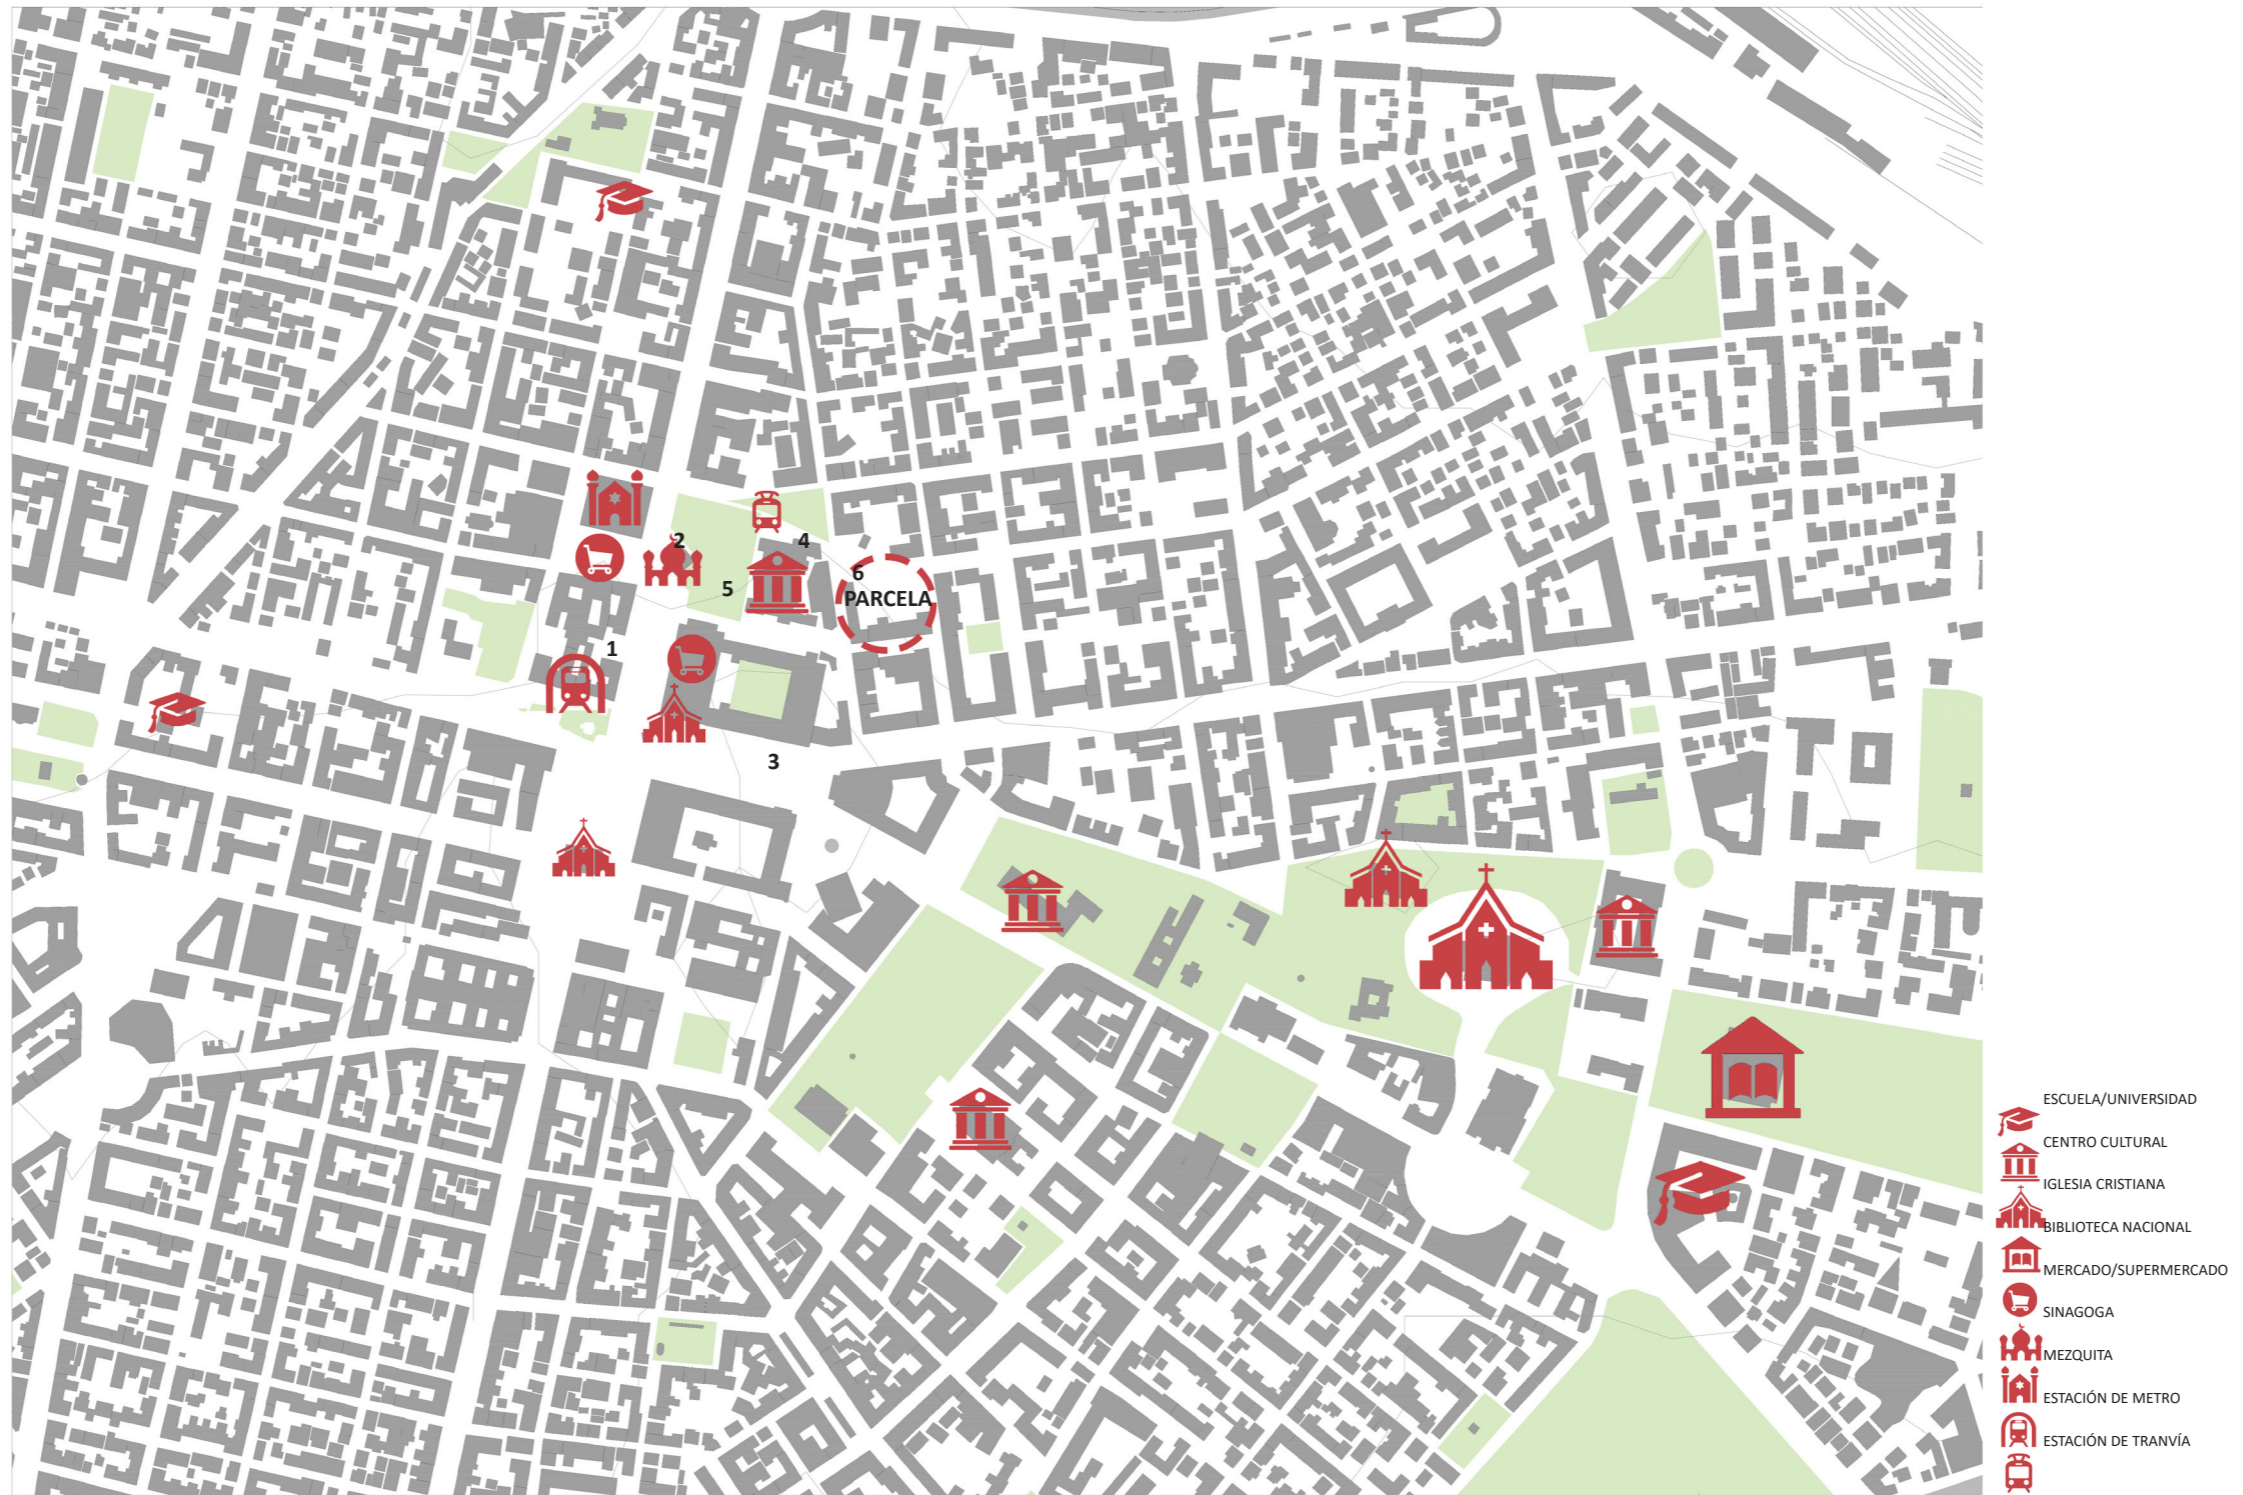 2
4
6
5
PARCELA
1
3
ESCUELA/UNIVERSIDAD
CENTRO CULTURAL
IGLESIA CRISTIANA
BIBLIOTECA NACIONAL
MERCADO/SUPERMERCADO
SINAGOGA
MEZQUITA
ESTACIÓN DE METRO
ESTACIÓN DE TRANVÍA